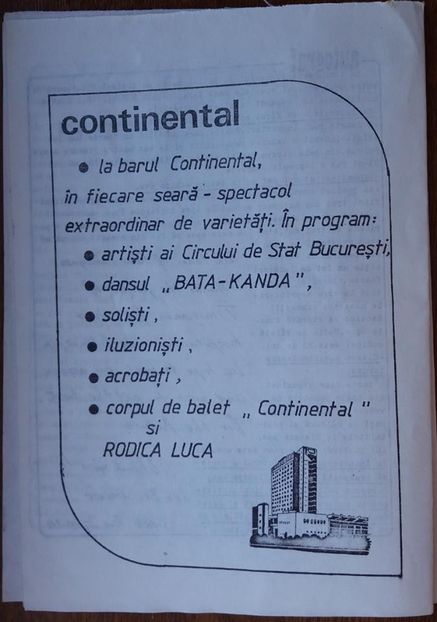 continental
● la barul Continental,
în fiecare seară - spectacol
extraordinar de varietăți. În program:
● artiști ai Circului de Stat București,
● dansul „BATA-KANDA",
● soliști,
● iluzioniști,
● acrobați,
● corpul de balet „Continental"
si
RODICA LUCA